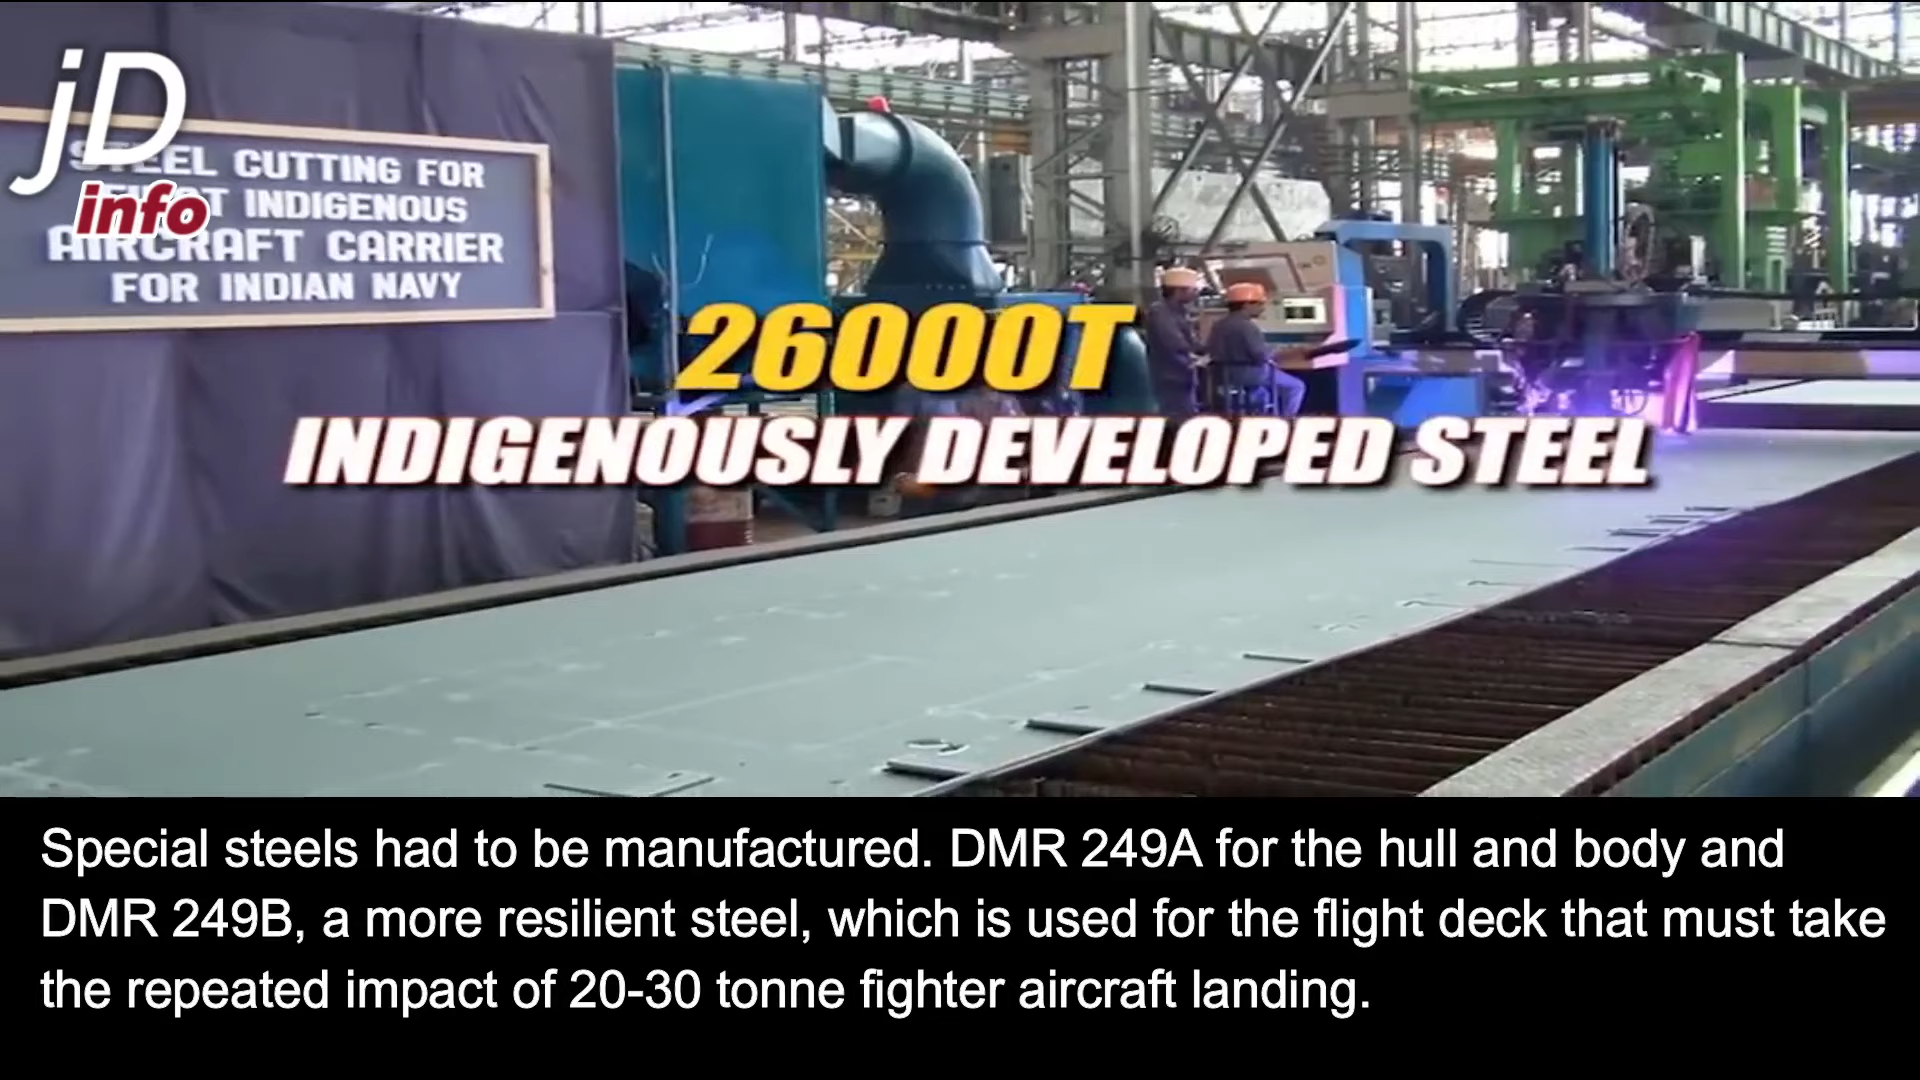 jD
info
STEEL CUTTING FOR
INDIGENOUS
AIRCRAFT CARRIER
FOR INDIAN NAVY
26000T
INDIGENOUSLY DEVELOPED STEEL
Special steels had to be manufactured. DMR 249A for the hull and body and
DMR 249B, a more resilient steel, which is used for the flight deck that must take
the repeated impact of 20-30 tonne fighter aircraft landing.